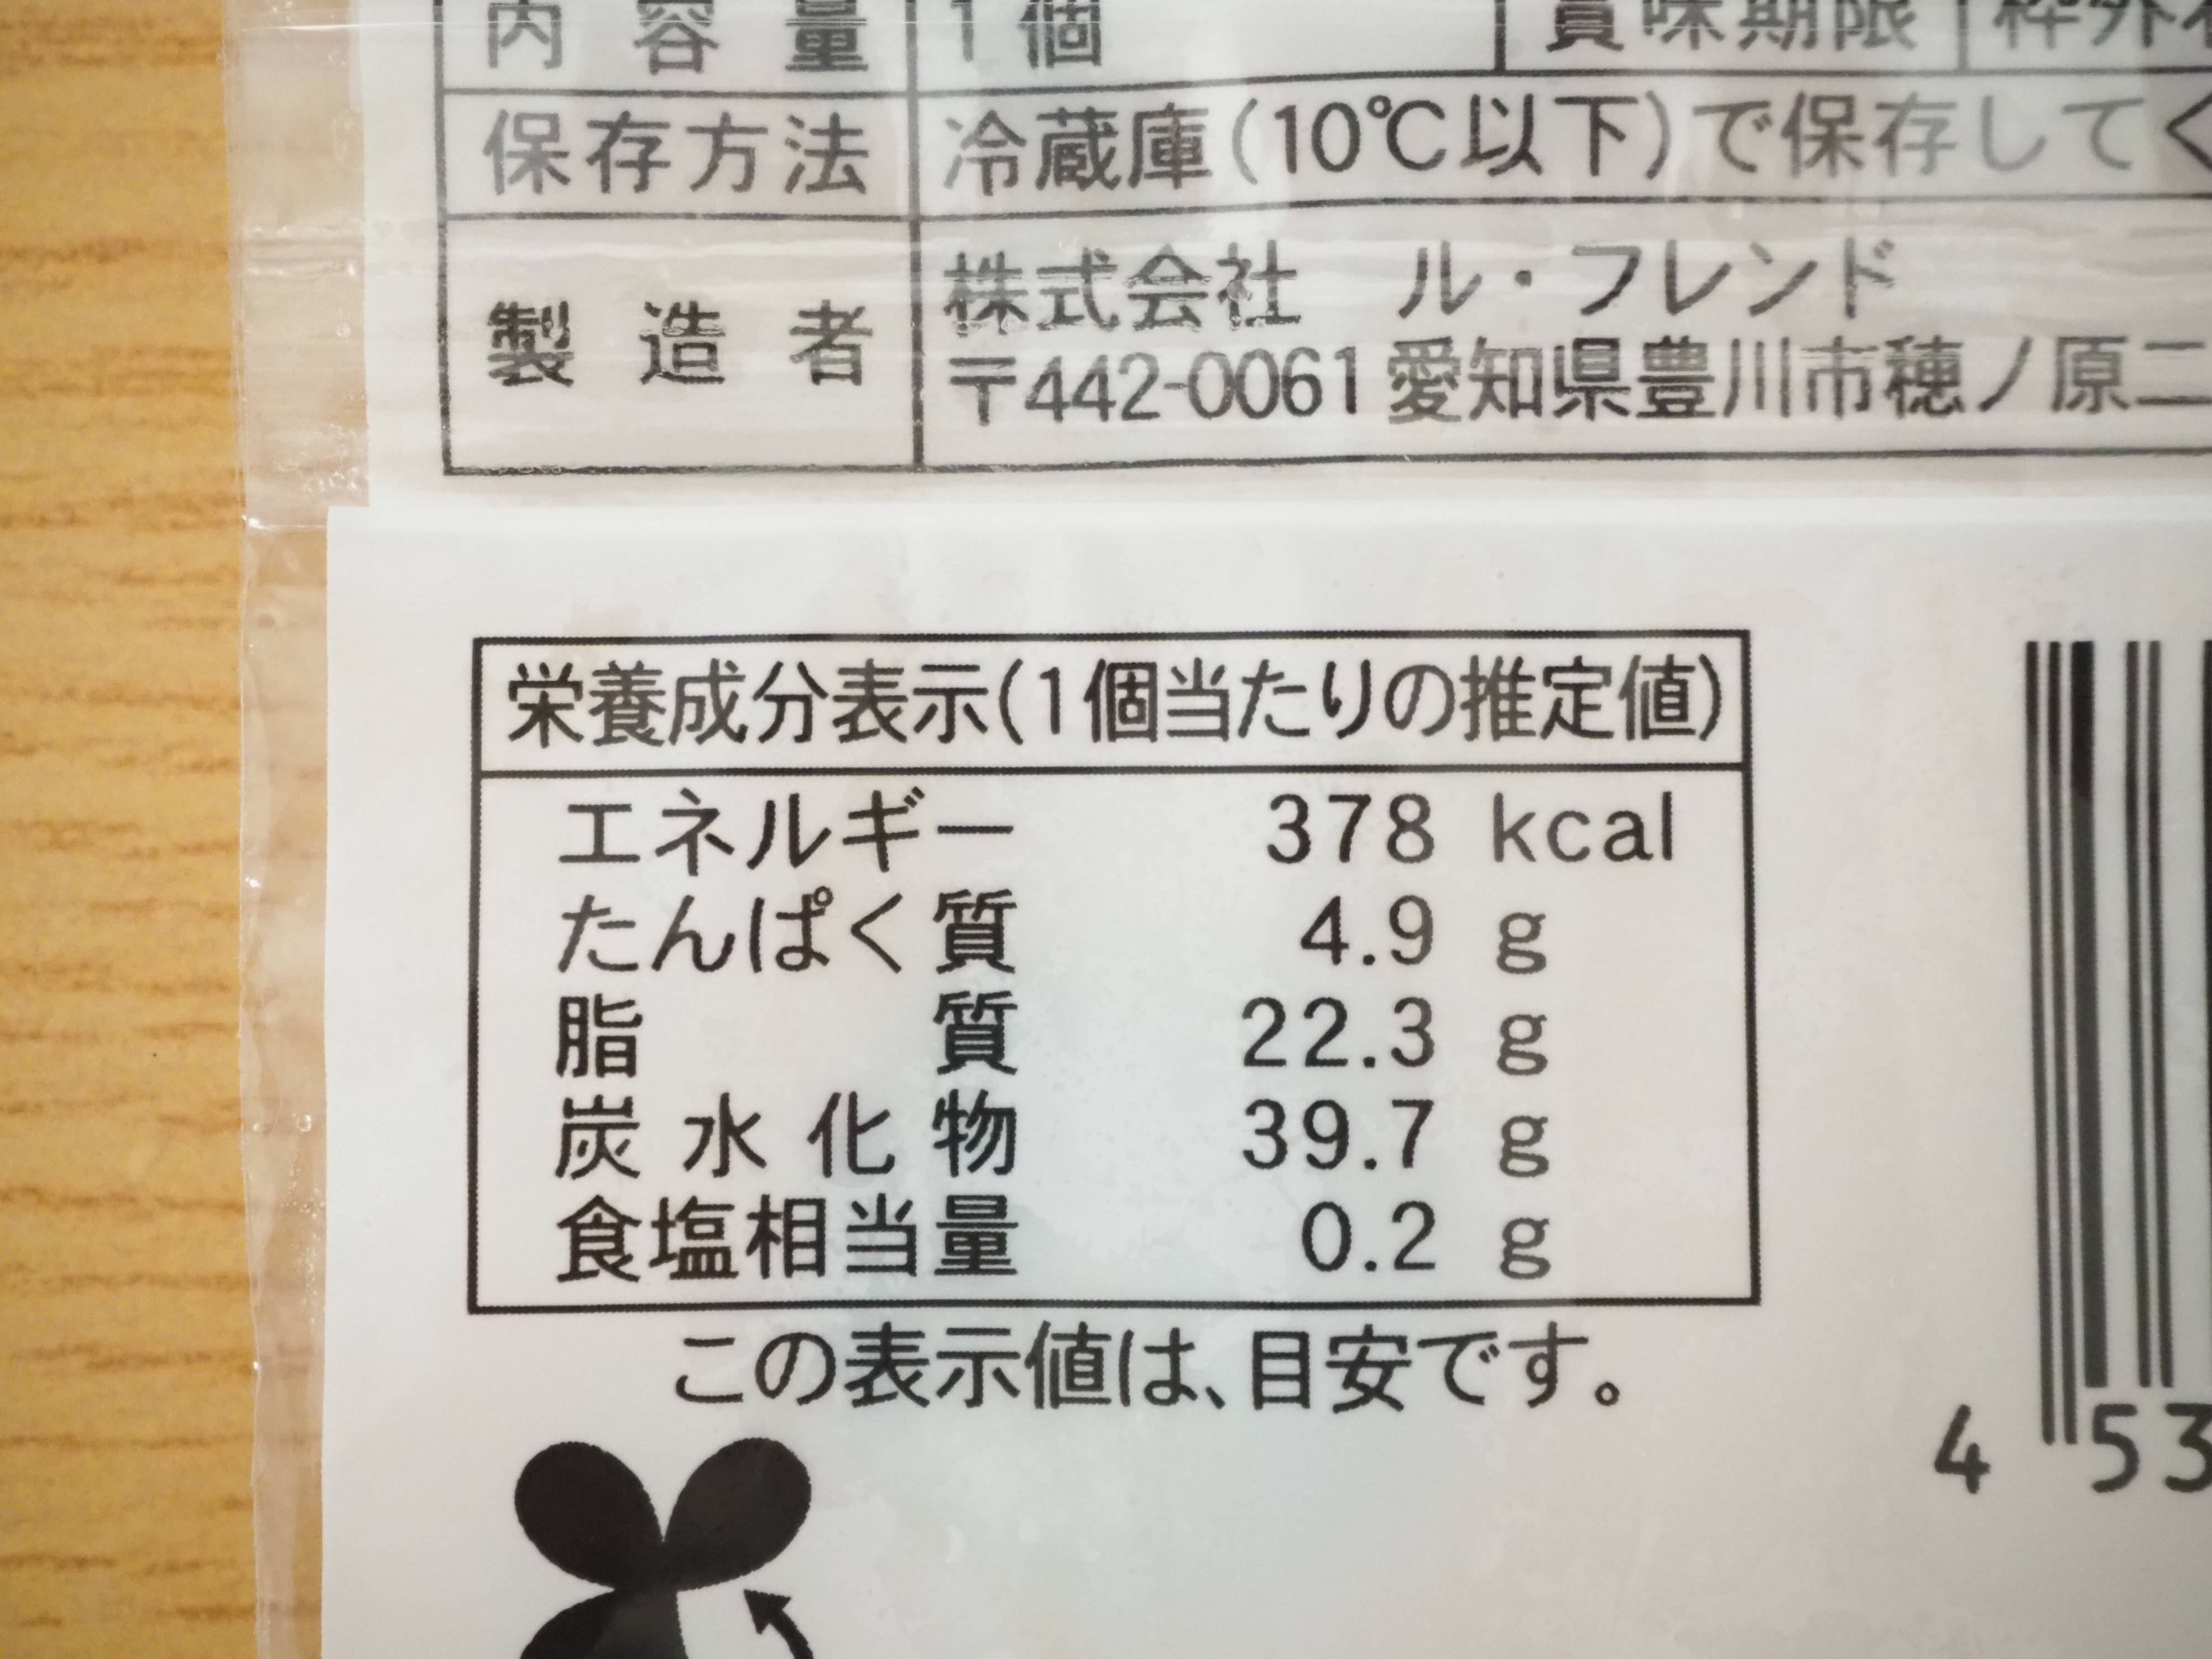 内容量 1個 賞味期限 枠外
保存方法 冷蔵庫(10℃以下)で保存してく
製造者 株式会社 ル・フレンド
〒442-0061 愛知県豊川市穂ノ原二
栄養成分表示(1個当たりの推定値)
エネルギー 378 kcal
たんぱく質 4.9 g
脂質 22.3 g
炭水化物 39.7 g
食塩相当量 0.2 g
この表示値は、目安です。
4 53